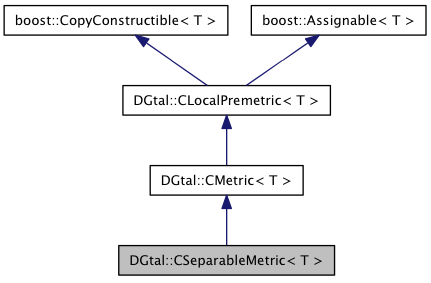 boost::CopyConstructible< T >
boost::Assignable< T >
DGtal::CLocalPremetric< T >
DGtal::CMetric< T >
DGtal::CSeparableMetric< T >